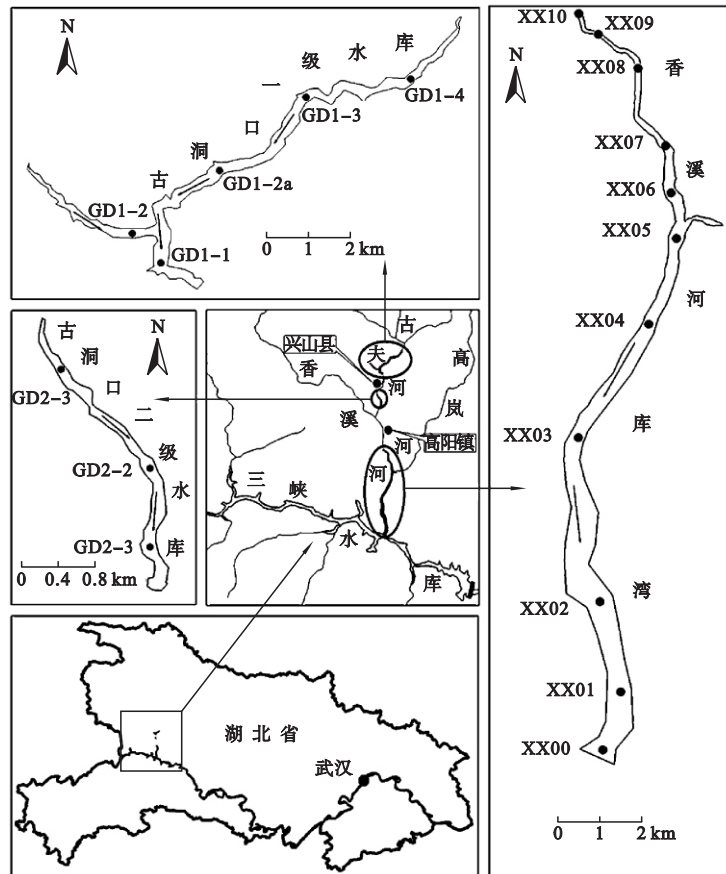 N
古洞口一级水库
GD1-4
GD1-3
GD1-2a
GD1-2
GD1-1
0 1 2 km
N
古洞口二级水库
GD2-3
GD2-2
GD2-3
0 0.4 0.8 km
古夫河
兴山县
香溪河
高岚河
高阳镇
三峡水库
湖北省
武汉
N
香溪河库湾
XX10
XX09
XX08
XX07
XX06
XX05
XX04
XX03
XX02
XX01
XX00
0 1 2 km